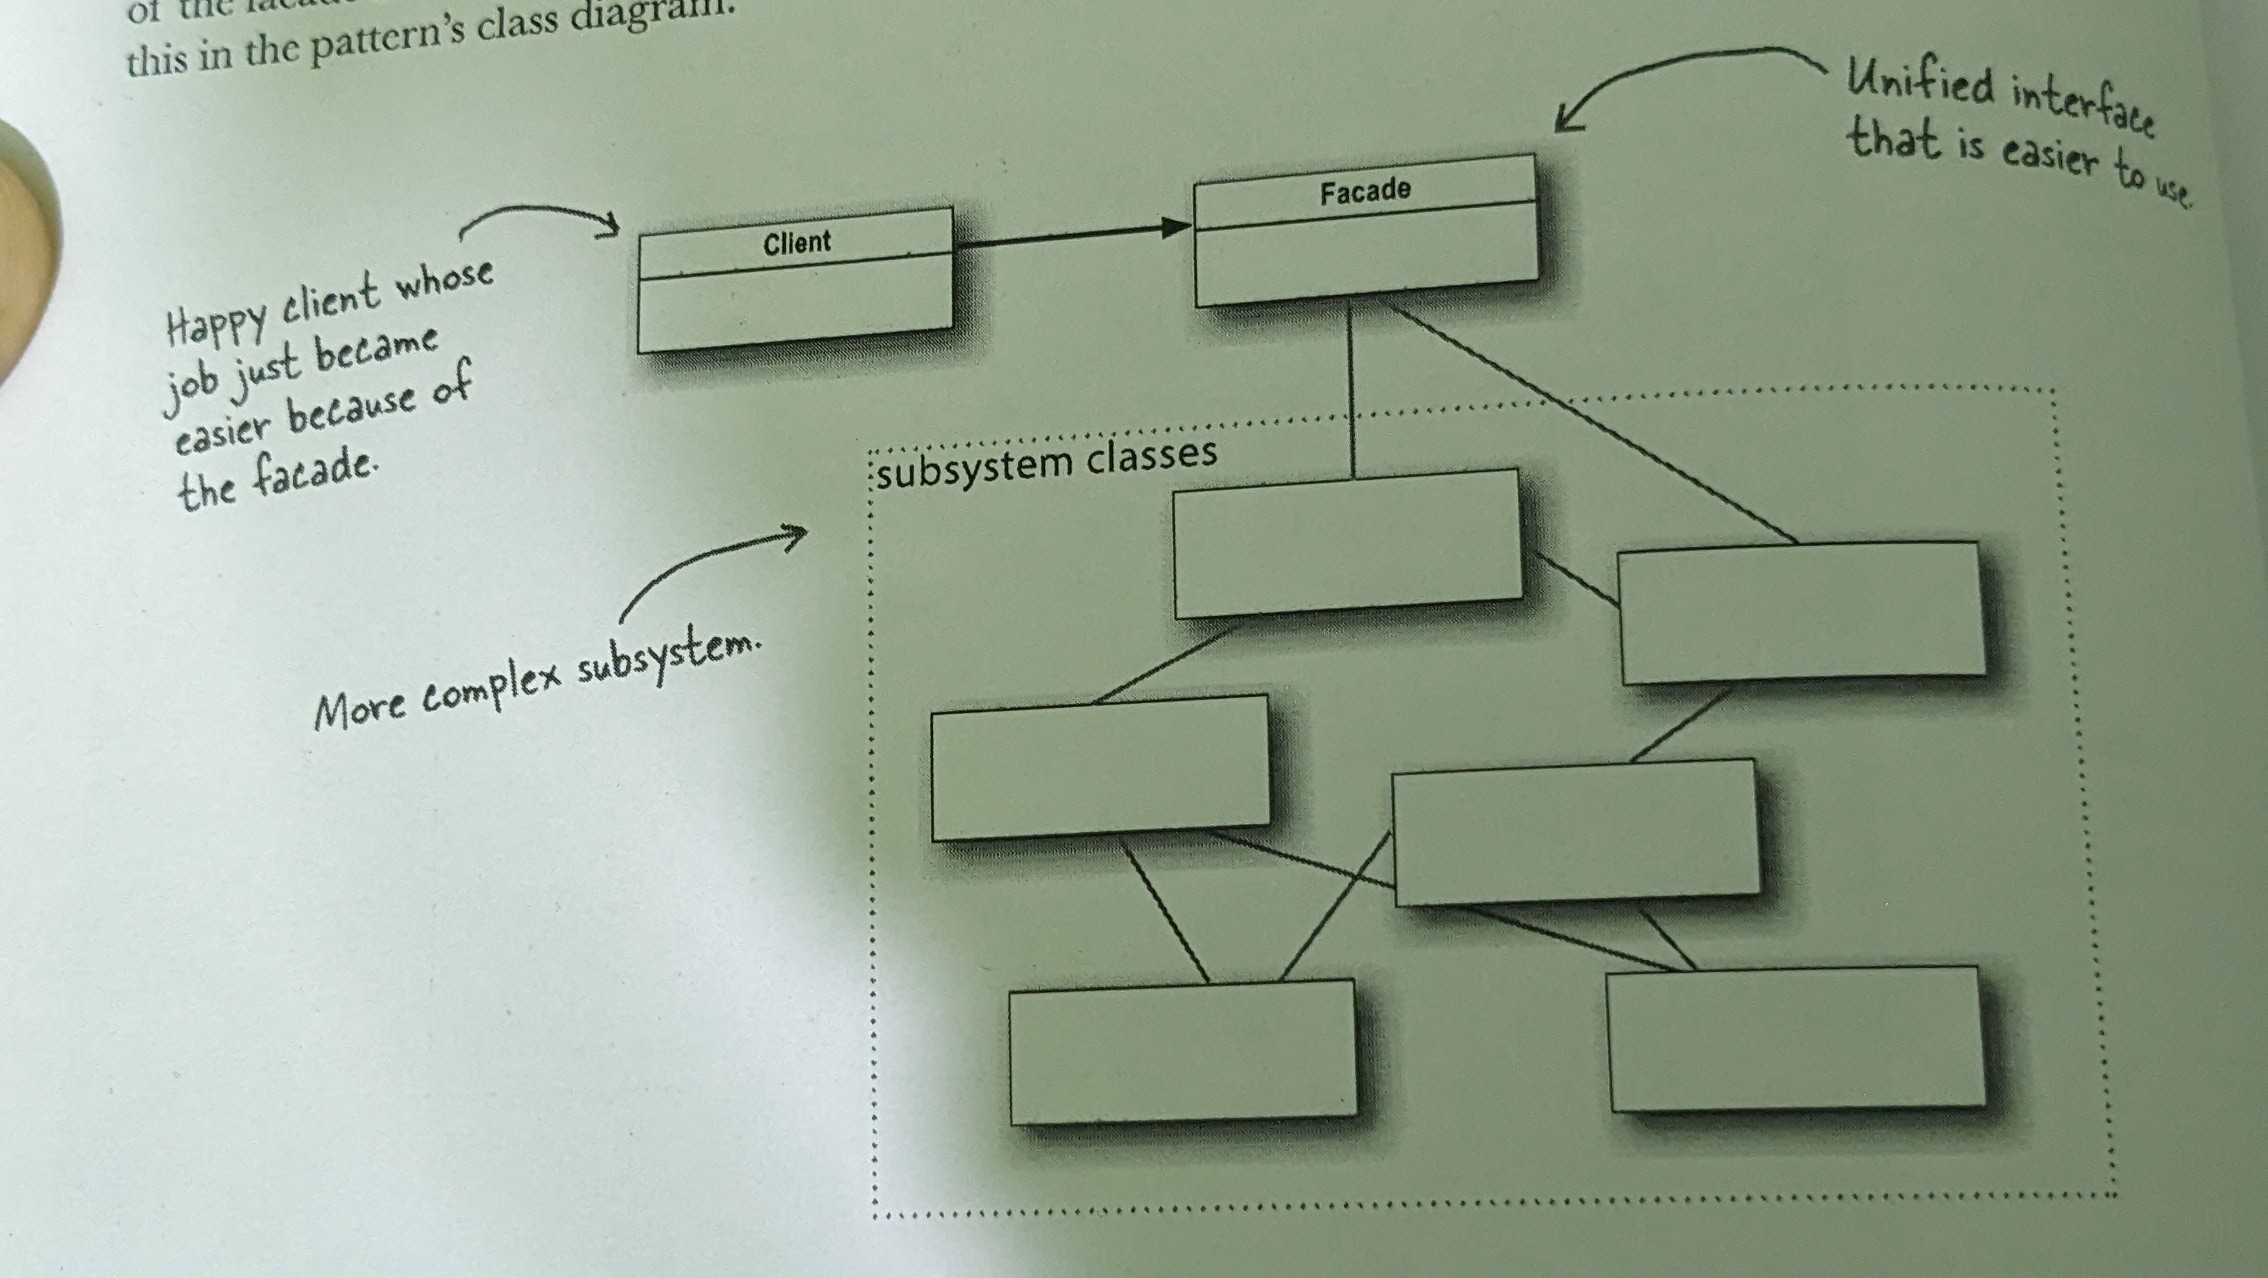 of the
this in the pattern's class diagram.
Unified interface
that is easier to use.
Facade
Client
Happy client whose
job just became
easier because of
the facade.
subsystem classes
More complex subsystem.